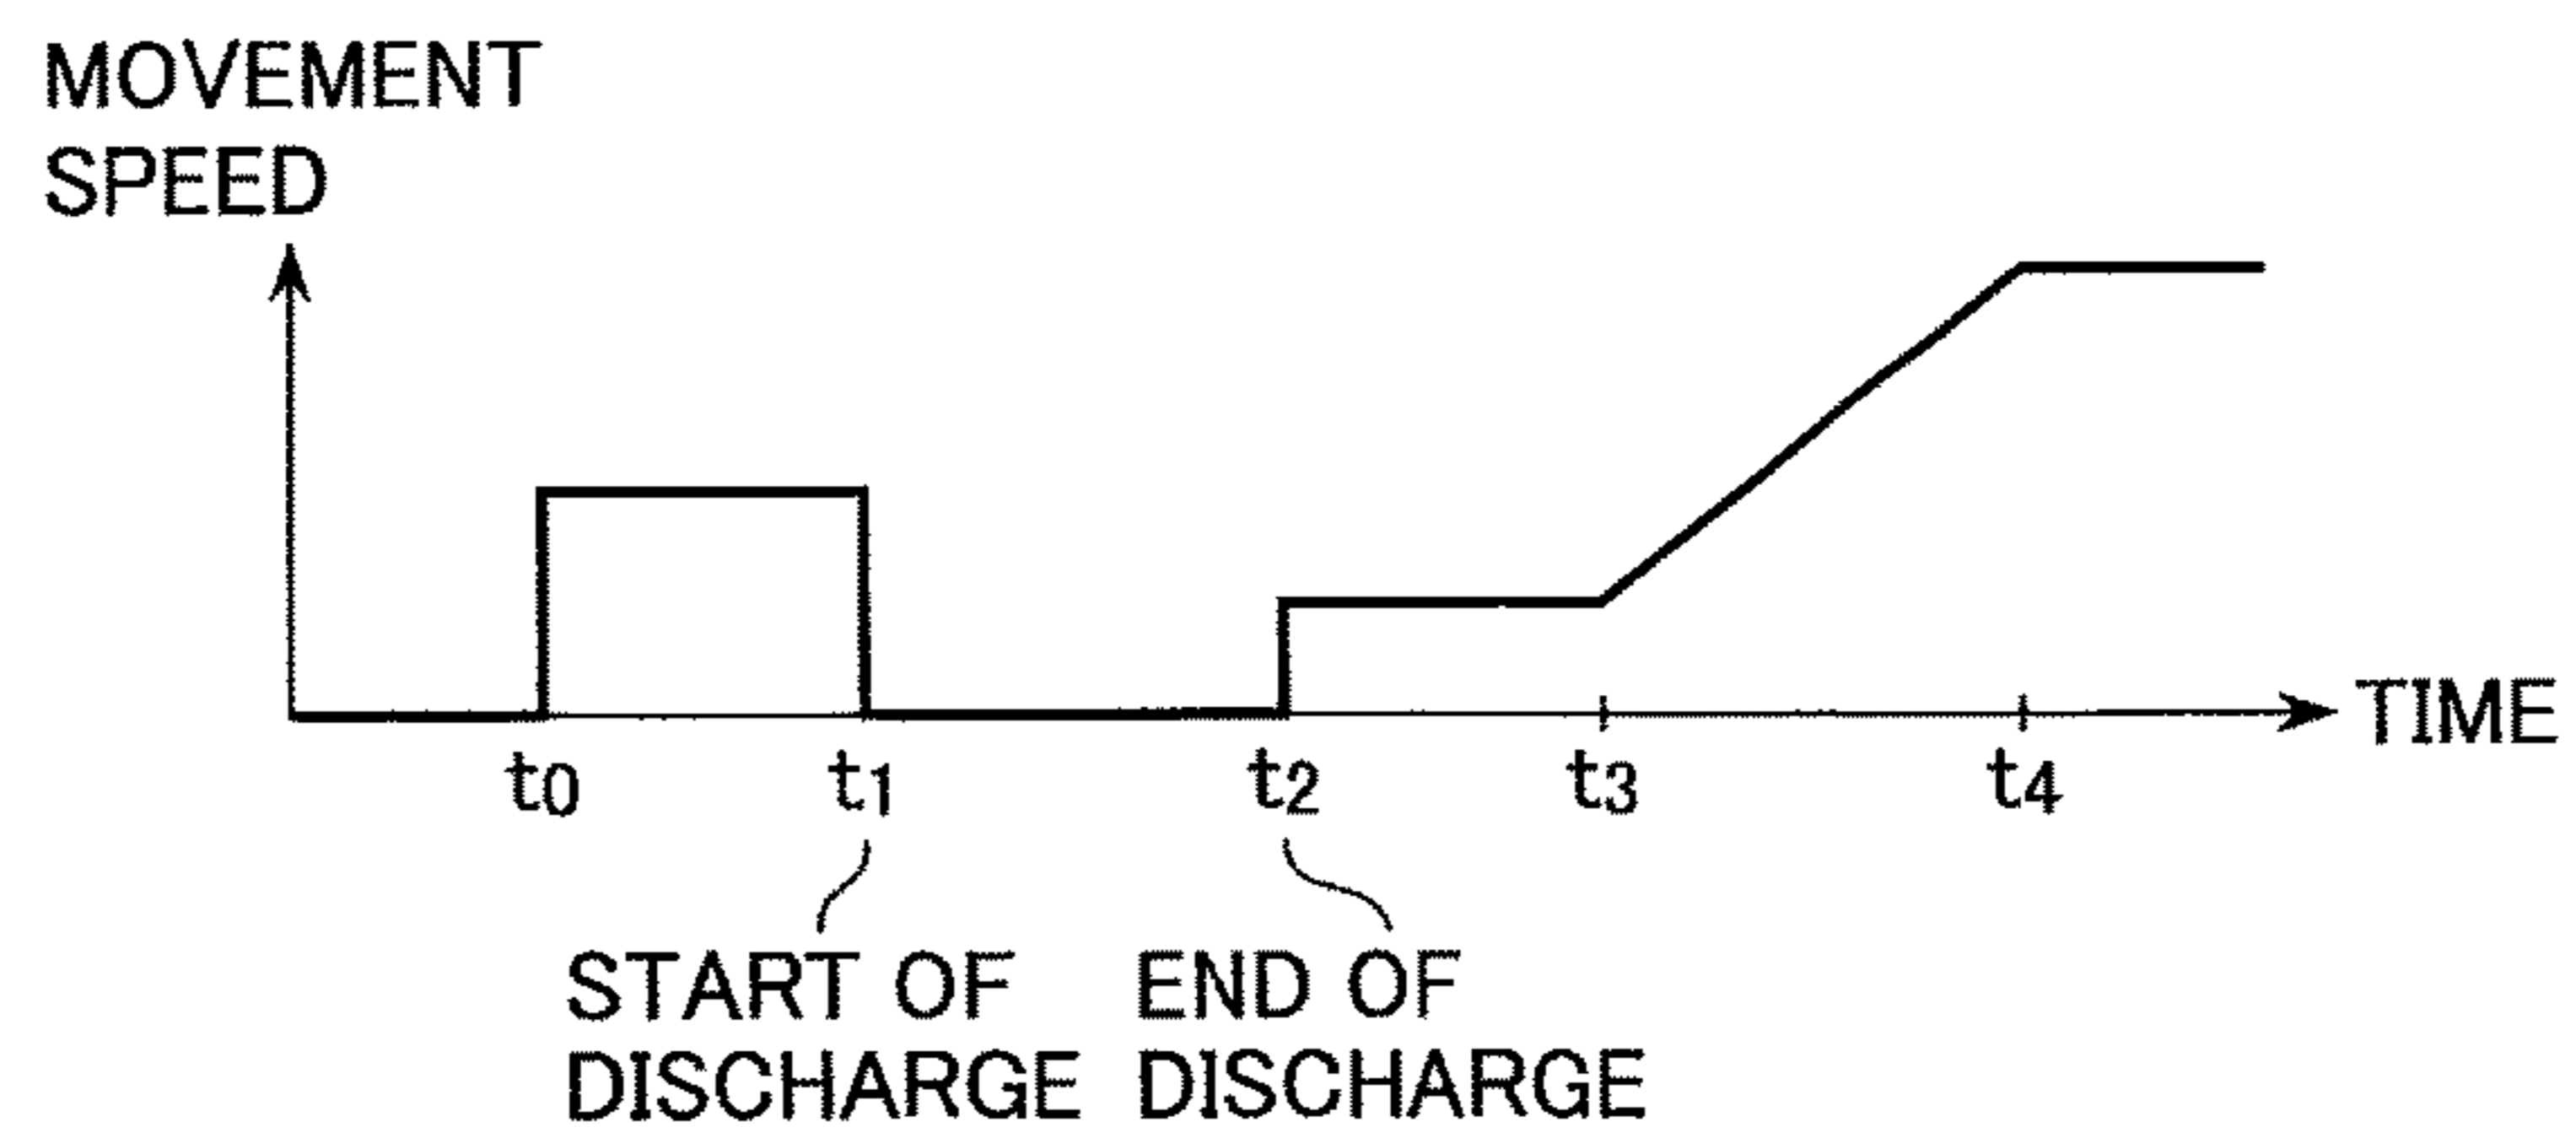 MOVEMENT
SPEED
TIME
t0 t1 t2 t3 t4
START OF
DISCHARGE
END OF
DISCHARGE